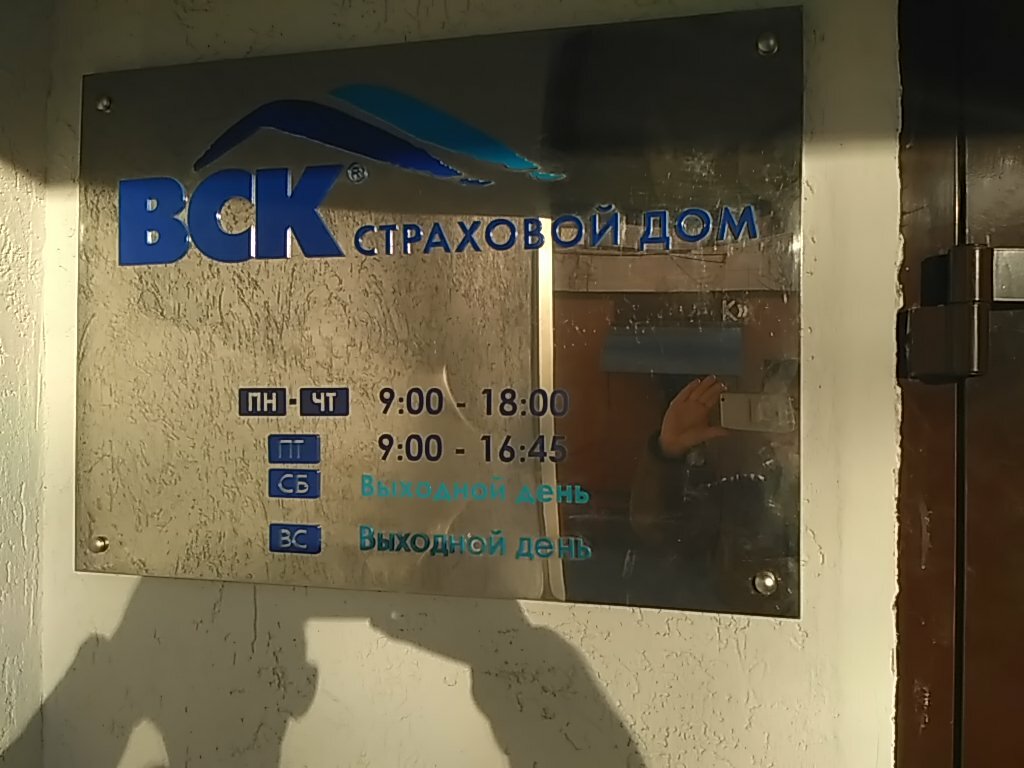 ВСК® СТРАХОВОЙ ДОМ
ПН - ЧТ 9:00 - 18:00
ПТ 9:00 - 16:45
СБ Выходной день
ВС Выходной день